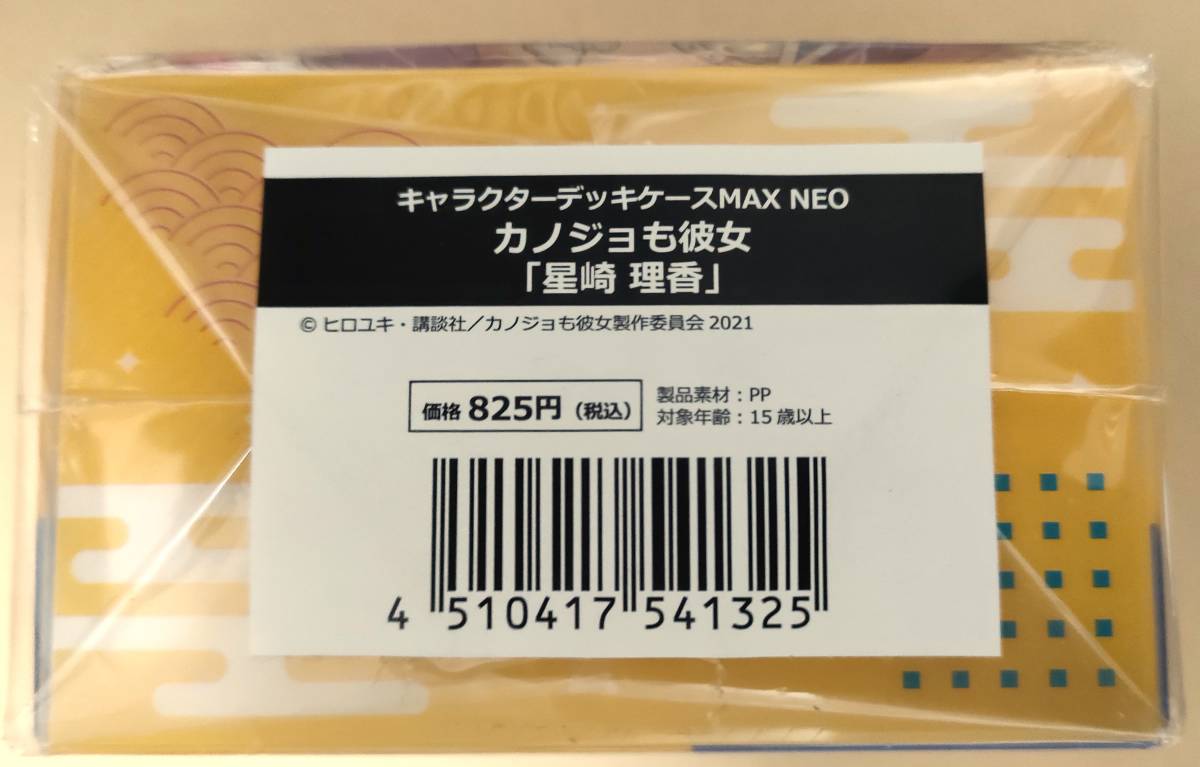 キャラクターデッキケースMAX NEO
カノジョも彼女
「星崎 理香」
© ヒロユキ・講談社／カノジョも彼女製作委員会 2021
価格 825円（税込）
製品素材：PP
対象年齢：15 歳以上
4 510417 541325